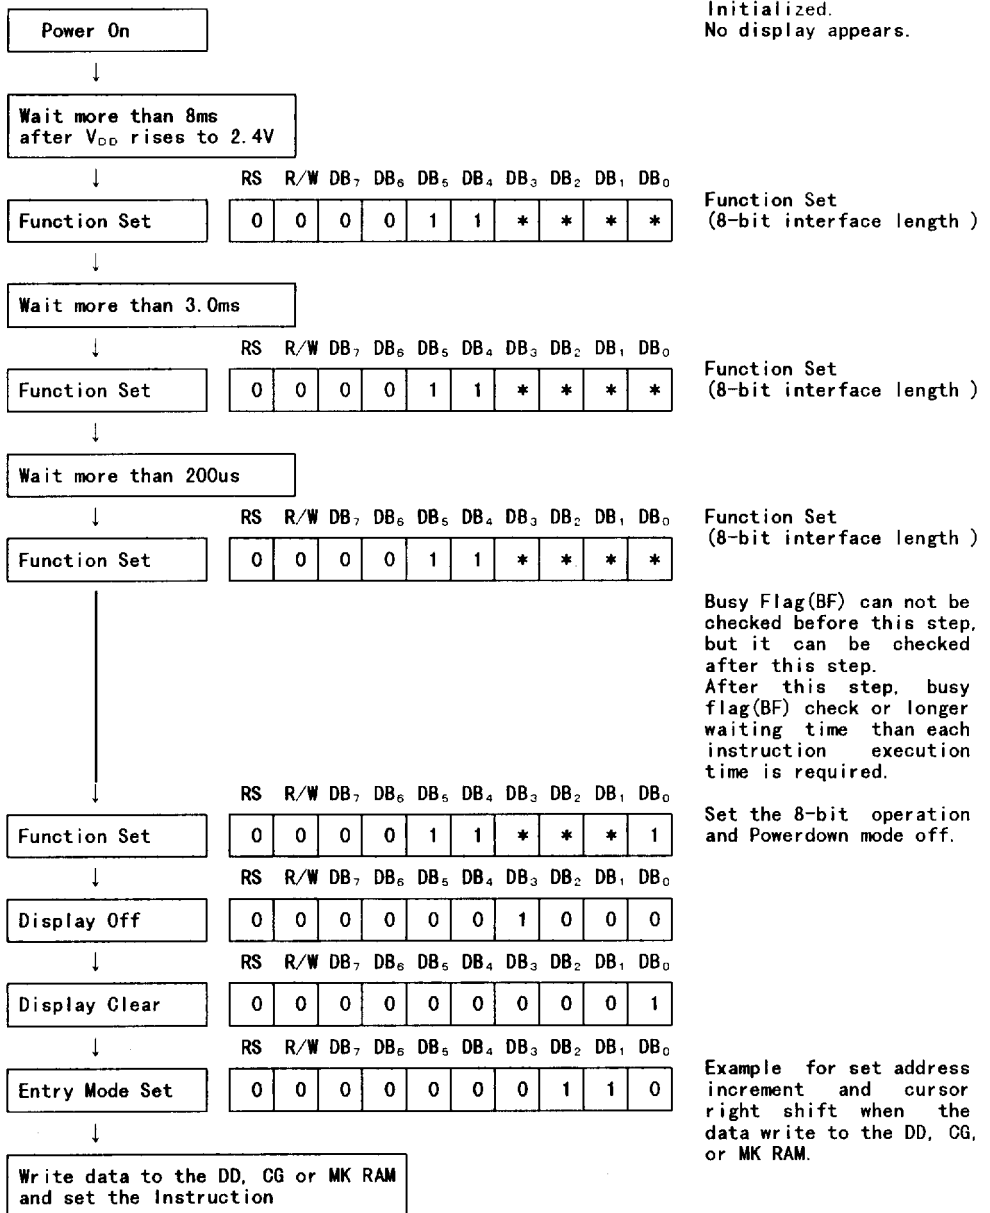 Initialized.
No display appears.
Power On
↓
Wait more than 8ms
after V_DD rises to 2.4V
↓ RS R/W DB₇ DB₆ DB₅ DB₄ DB₃ DB₂ DB₁ DB₀
Function Set 0 0 0 0 1 1 * * * *
Function Set
(8-bit interface length )
↓
Wait more than 3.0ms
↓ RS R/W DB₇ DB₆ DB₅ DB₄ DB₃ DB₂ DB₁ DB₀
Function Set 0 0 0 0 1 1 * * * *
Function Set
(8-bit interface length )
↓
Wait more than 200us
↓ RS R/W DB₇ DB₆ DB₅ DB₄ DB₃ DB₂ DB₁ DB₀
Function Set 0 0 0 0 1 1 * * * *
Function Set
(8-bit interface length )
Busy Flag(BF) can not be
checked before this step,
but it can be checked
after this step.
After this step, busy
flag(BF) check or longer
waiting time than each
instruction execution
time is required.
↓ RS R/W DB₇ DB₆ DB₅ DB₄ DB₃ DB₂ DB₁ DB₀
Function Set 0 0 0 0 1 1 * * * 1
Set the 8-bit operation
and Powerdown mode off.
↓ RS R/W DB₇ DB₆ DB₅ DB₄ DB₃ DB₂ DB₁ DB₀
Display Off 0 0 0 0 0 0 1 0 0 0
↓ RS R/W DB₇ DB₆ DB₅ DB₄ DB₃ DB₂ DB₁ DB₀
Display Clear 0 0 0 0 0 0 0 0 0 1
↓ RS R/W DB₇ DB₆ DB₅ DB₄ DB₃ DB₂ DB₁ DB₀
Entry Mode Set 0 0 0 0 0 0 0 1 1 0
Example for set address
increment and cursor
right shift when the
data write to the DD, CG,
or MK RAM.
↓
Write data to the DD, CG or MK RAM
and set the Instruction